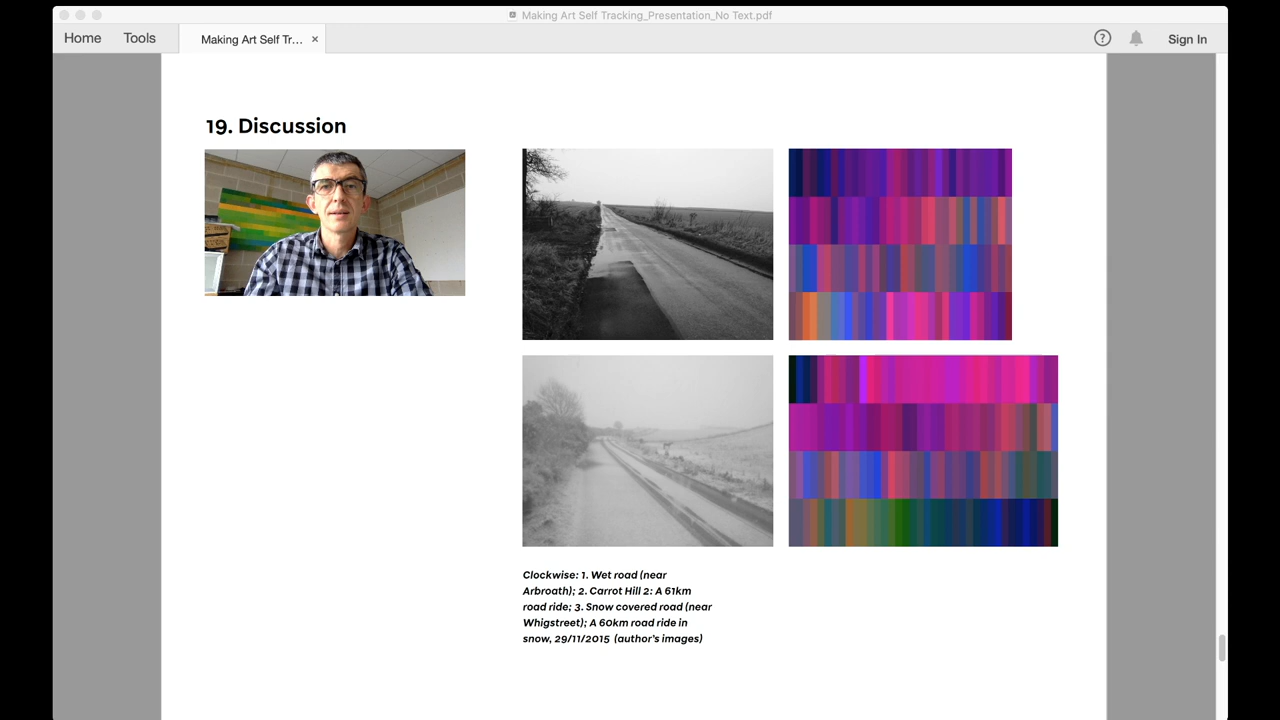 Making Art Self Tracking_Presentation_No Text.pdf
Home Tools Making Art Self Tr... × ? Sign In
19. Discussion
Clockwise: 1. Wet road (near
Arbroath); 2. Carrot Hill 2: A 61km
road ride; 3. Snow covered road (near
Whigstreet); A 60km road ride in
snow, 29/11/2015 (author's images)